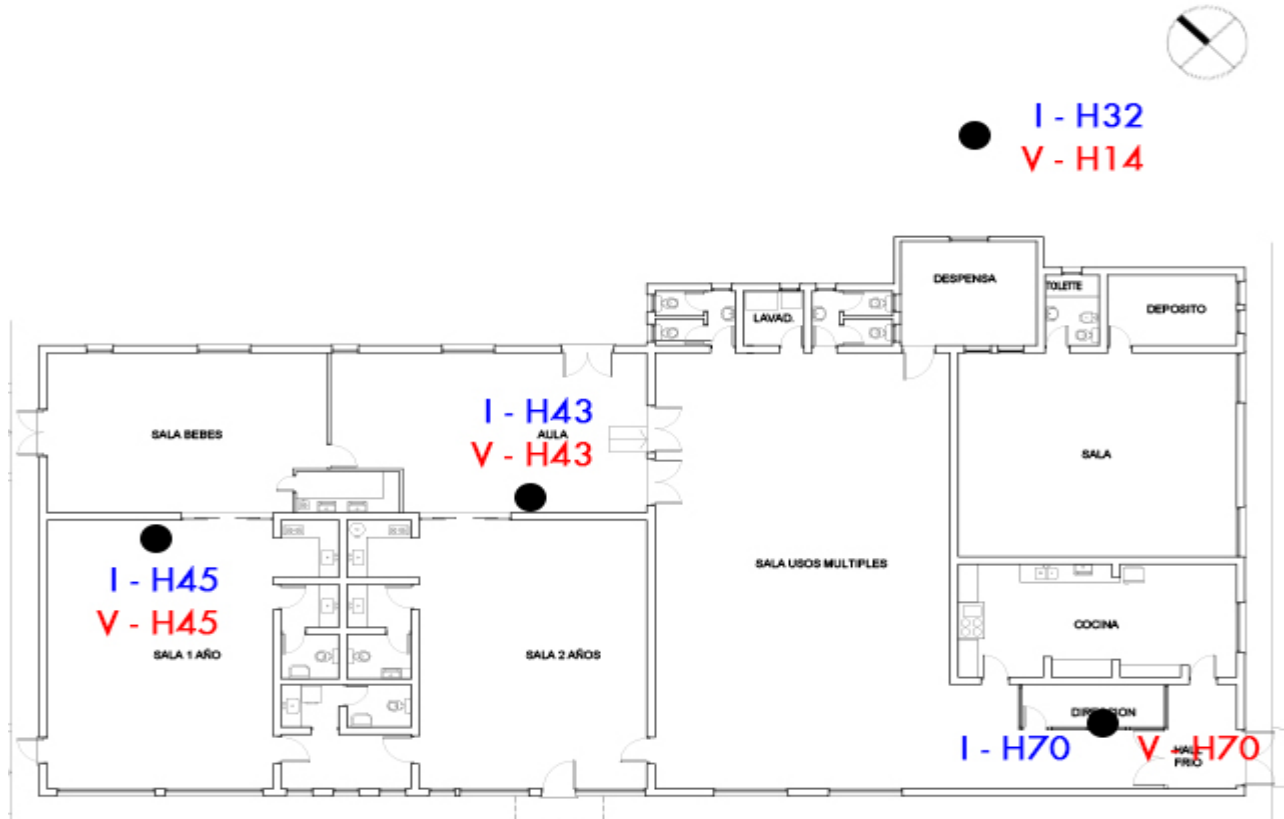 I - H32
V - H14
DESPENSA
TOLETTE
DEPOSITO
LAVAD.
I - H43
SALA BEBES
AULA
V - H43
SALA
SALA USOS MULTIPLES
I - H45
V - H45
COCINA
SALA 1 AÑO
SALA 2 AÑOS
DIRECCION
I - H70
V - H70
HALL
FRIO